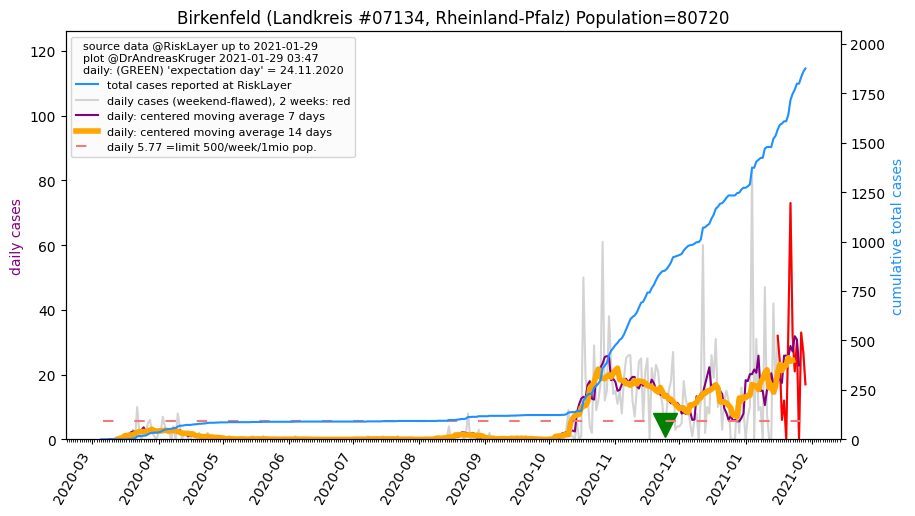 Birkenfeld (Landkreis #07134, Rheinland-Pfalz) Population=80720
source data @RiskLayer up to 2021-01-29
plot @DrAndreasKruger 2021-01-29 03:47
daily: (GREEN) 'expectation day' = 24.11.2020
total cases reported at RiskLayer
daily cases (weekend-flawed), 2 weeks: red
daily: centered moving average 7 days
daily: centered moving average 14 days
daily 5.77 =limit 500/week/1mio pop.
daily cases
120
100
80
60
40
20
0
cumulative total cases
2000
1750
1500
1250
1000
750
500
250
0
2020-03
2020-04
2020-05
2020-06
2020-07
2020-08
2020-09
2020-10
2020-11
2020-12
2021-01
2021-02